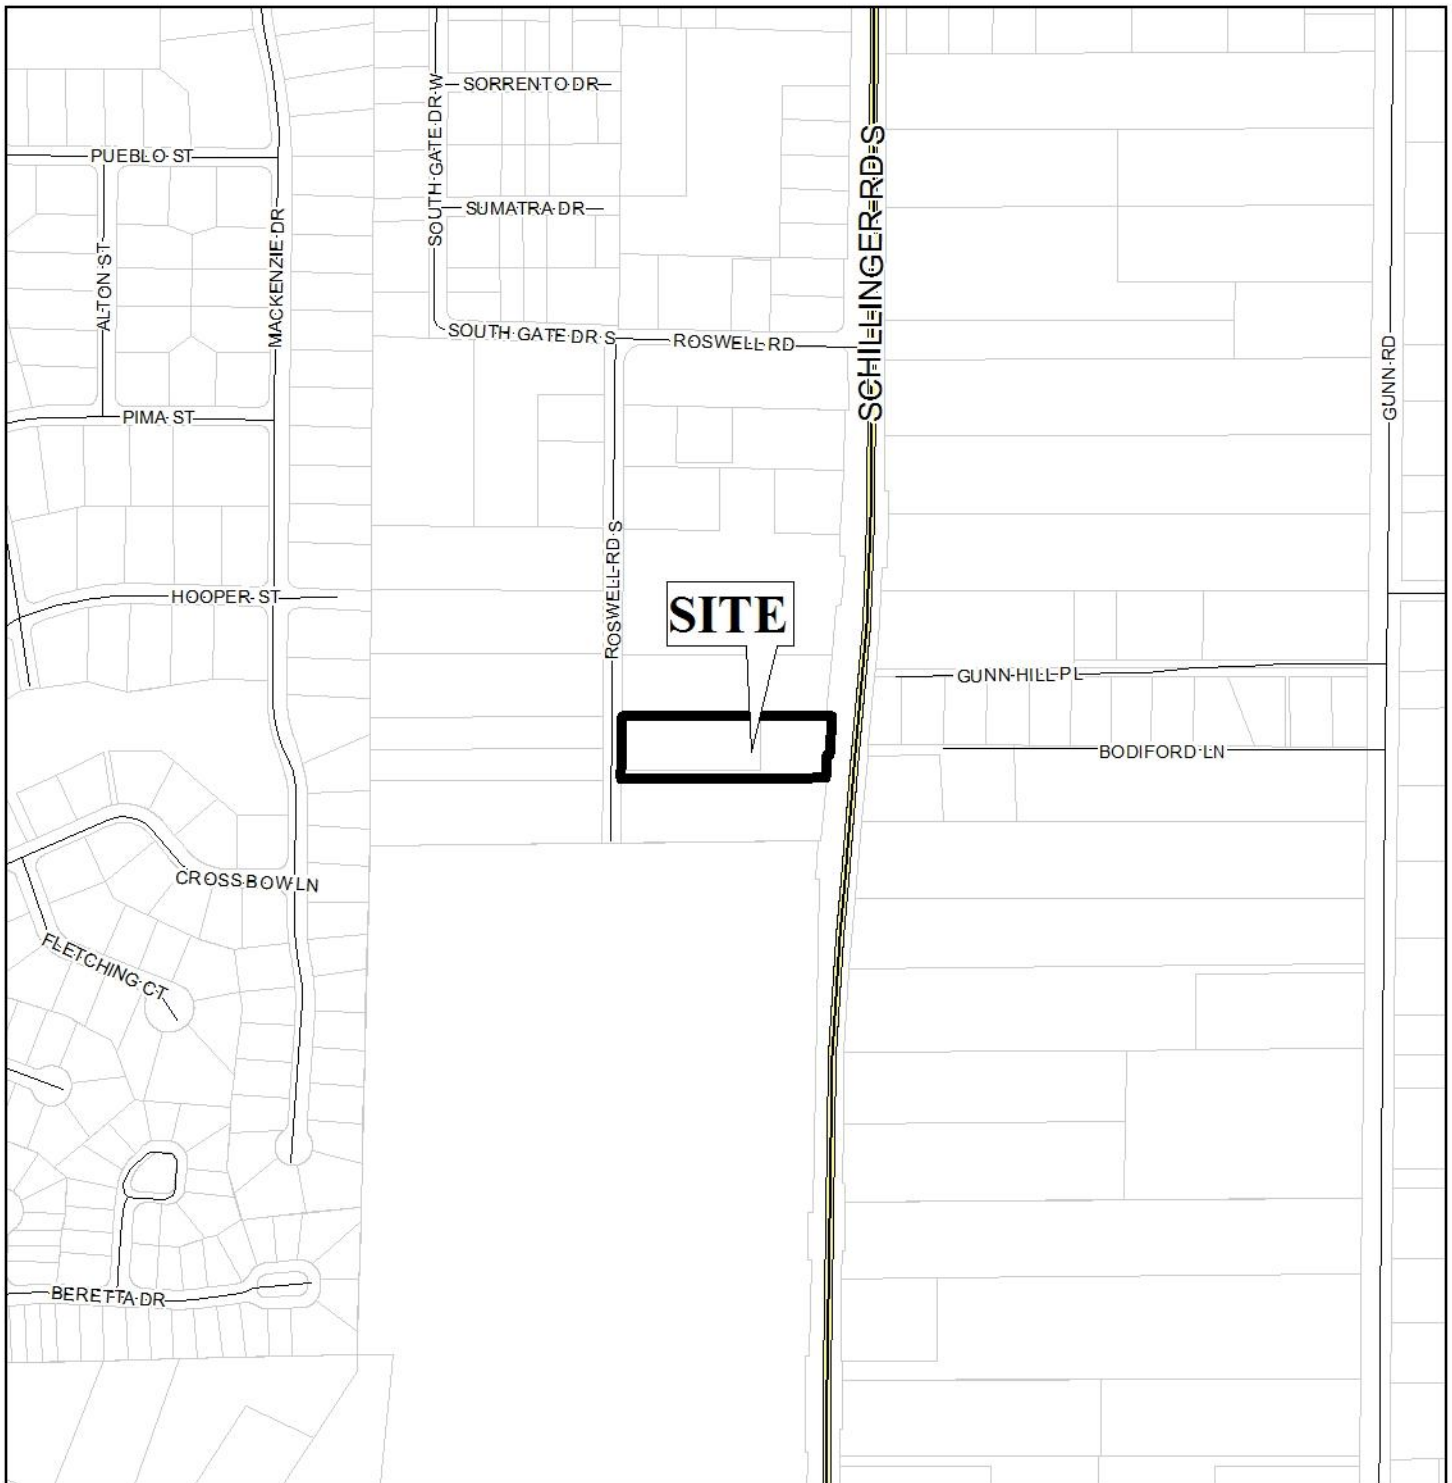 SORRENTO DR
SOUTH GATE DR W
PUEBLO ST
SUMATRA DR
SCHILLINGER RD S
ALTON ST
MACKENZIE DR
SOUTH GATE DR S
ROSWELL RD
GUNN RD
PIMA ST
ROSWELL RD S
HOOPER ST
SITE
GUNN HILL PL
BODIFORD LN
CROSSBOW LN
FLETCHING CT
BERETTA DR